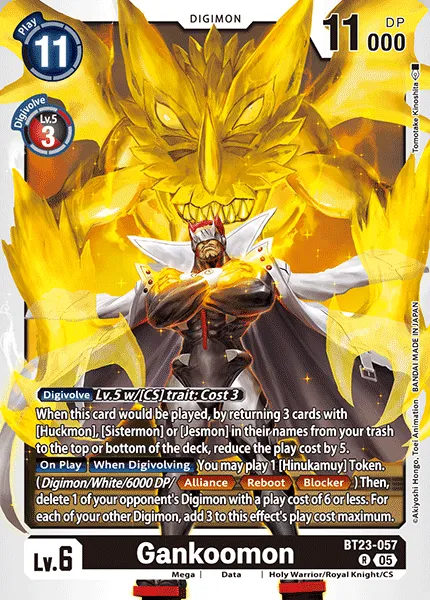 DIGIMON
Play
11
11 000
DP
Digivolve
Lv.5
3
Tomotake Kinoshita
Digivolve Lv.5 w/[CS] trait: Cost 3
When this card would be played, by returning 3 cards with
[Huckmon], [Sistermon] or [Jesmon] in their names from your trash
to the top or bottom of the deck, reduce the play cost by 5.
On Play When Digivolving You may play 1 [Hinukamuy] Token.
(Digimon/White/6000 DP/ Alliance Reboot Blocker ) Then,
delete 1 of your opponent's Digimon with a play cost of 6 or less. For
each of your other Digimon, add 3 to this effect's play cost maximum.
©Akiyoshi Hongo, Toei Animation BANDAI MADE IN JAPAN
Lv.6
Gankoomon
BT23-057
R 05
Mega Data Holy Warrior/Royal Knight/CS